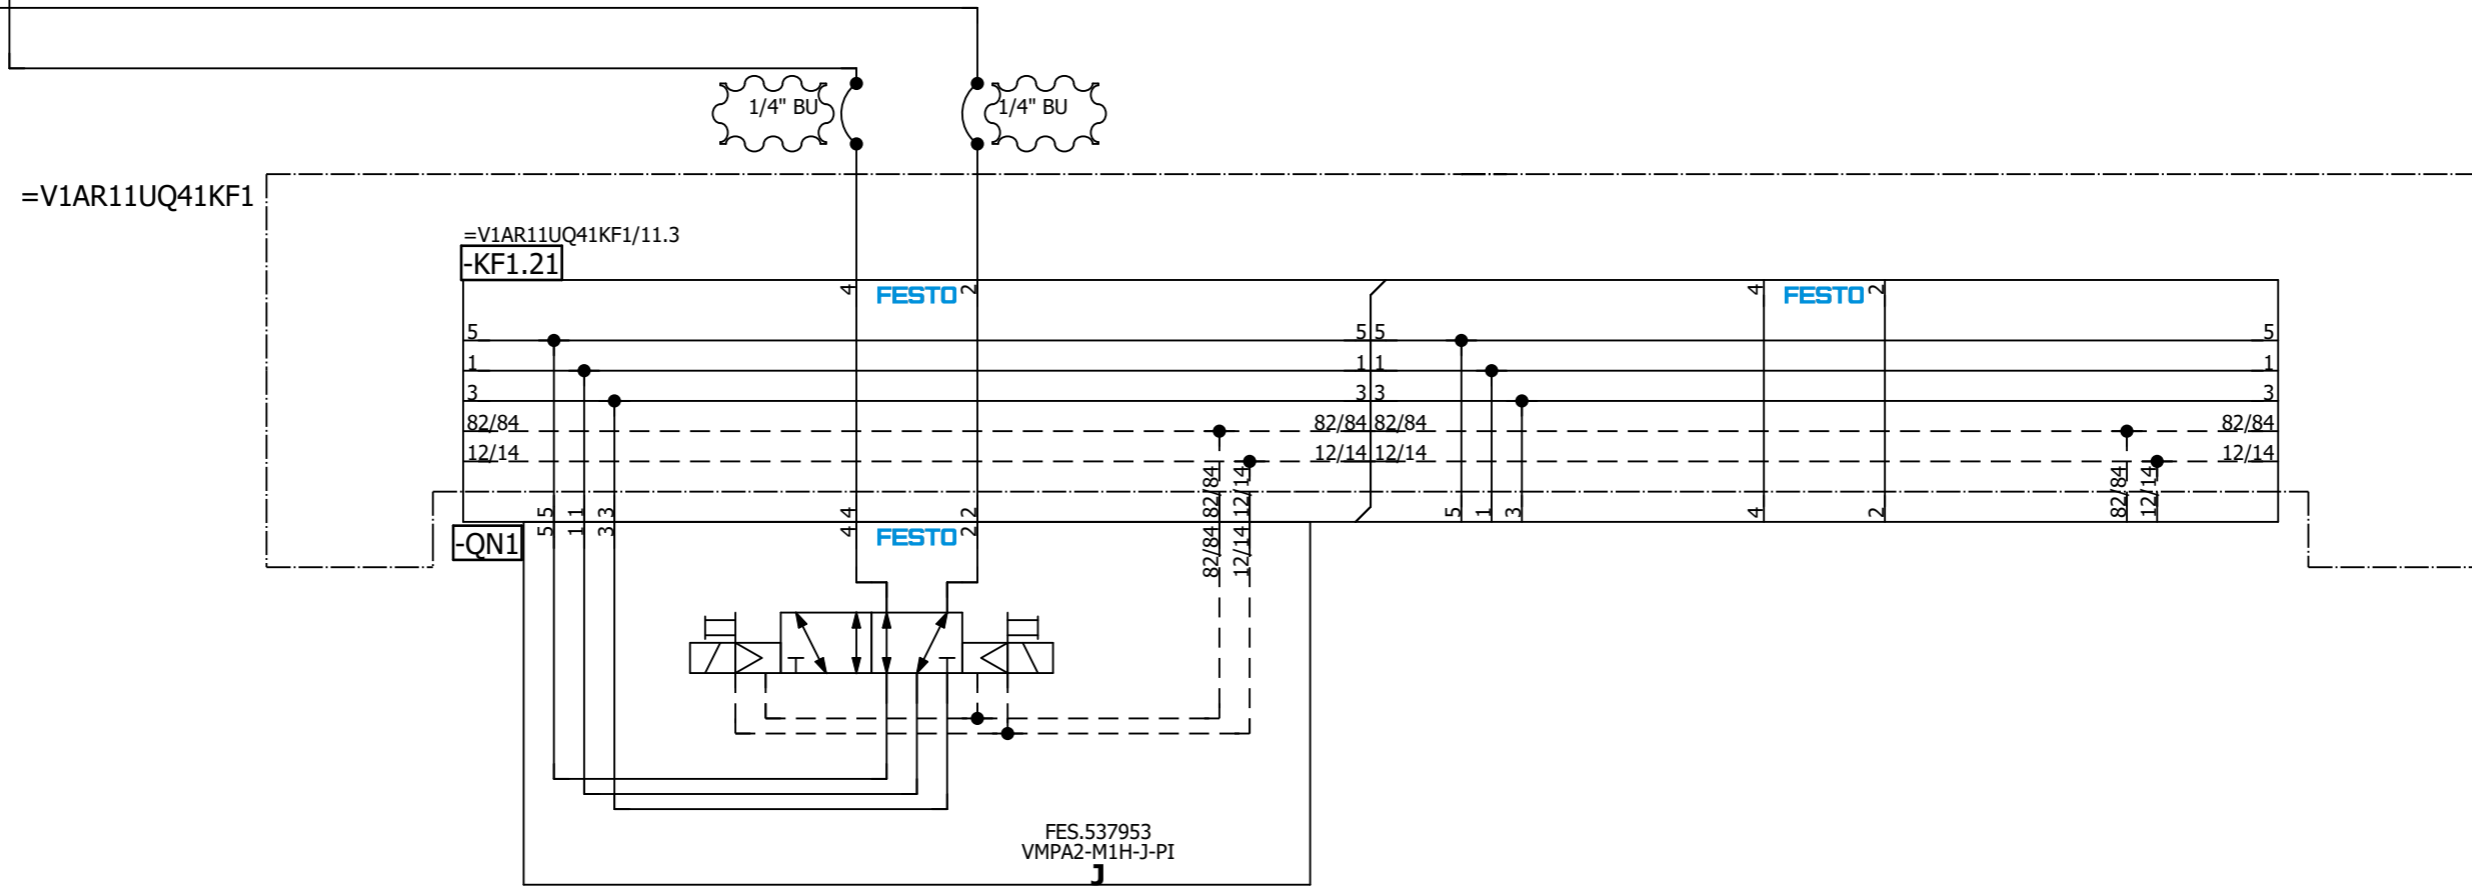 1/4" BU
1/4" BU
=V1AR11UQ41KF1
=V1AR11UQ41KF1/11.3
-KF1.21
4 FESTO 2
4 FESTO 2
5 5 5 5
1 1 1 1
3 3 3 3
82/84 82/84 82/84 82/84
12/14 12/14 12/14 12/14
5 1 3 4 2 82/84 12/14
5 1 3 4 2 82/84 12/14
-QN1
5 1 3 4 FESTO 2 82/84 12/14
FES.537953
VMPA2-M1H-J-PI
J